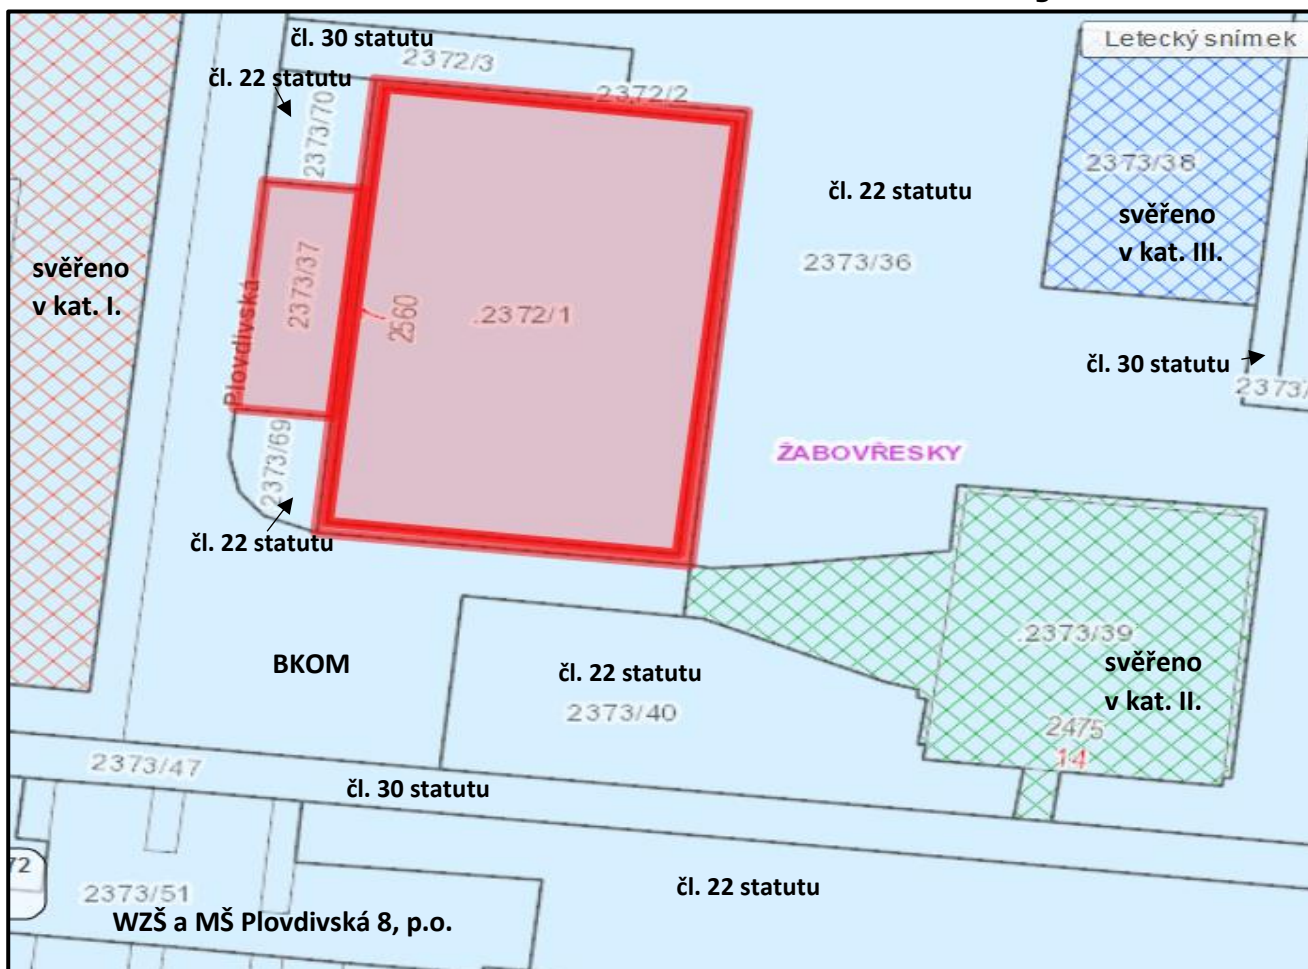 čl. 30 statutu
Letecký snímek
2372/3
čl. 22 statutu
2372/2
2373/70
2373/38
čl. 22 statutu
svěřeno
v kat. III.
svěřeno
v kat. I.
2373/37
2373/36
Plovdivská
2560
.2372/1
čl. 30 statutu
2373/
2373/69
ŽABOVŘESKY
čl. 22 statutu
.2373/39
BKOM
čl. 22 statutu
svěřeno
v kat. II.
2373/40
2475
14
2373/47
čl. 30 statutu
72
2373/51
čl. 22 statutu
WZŠ a MŠ Plovdivská 8, p.o.